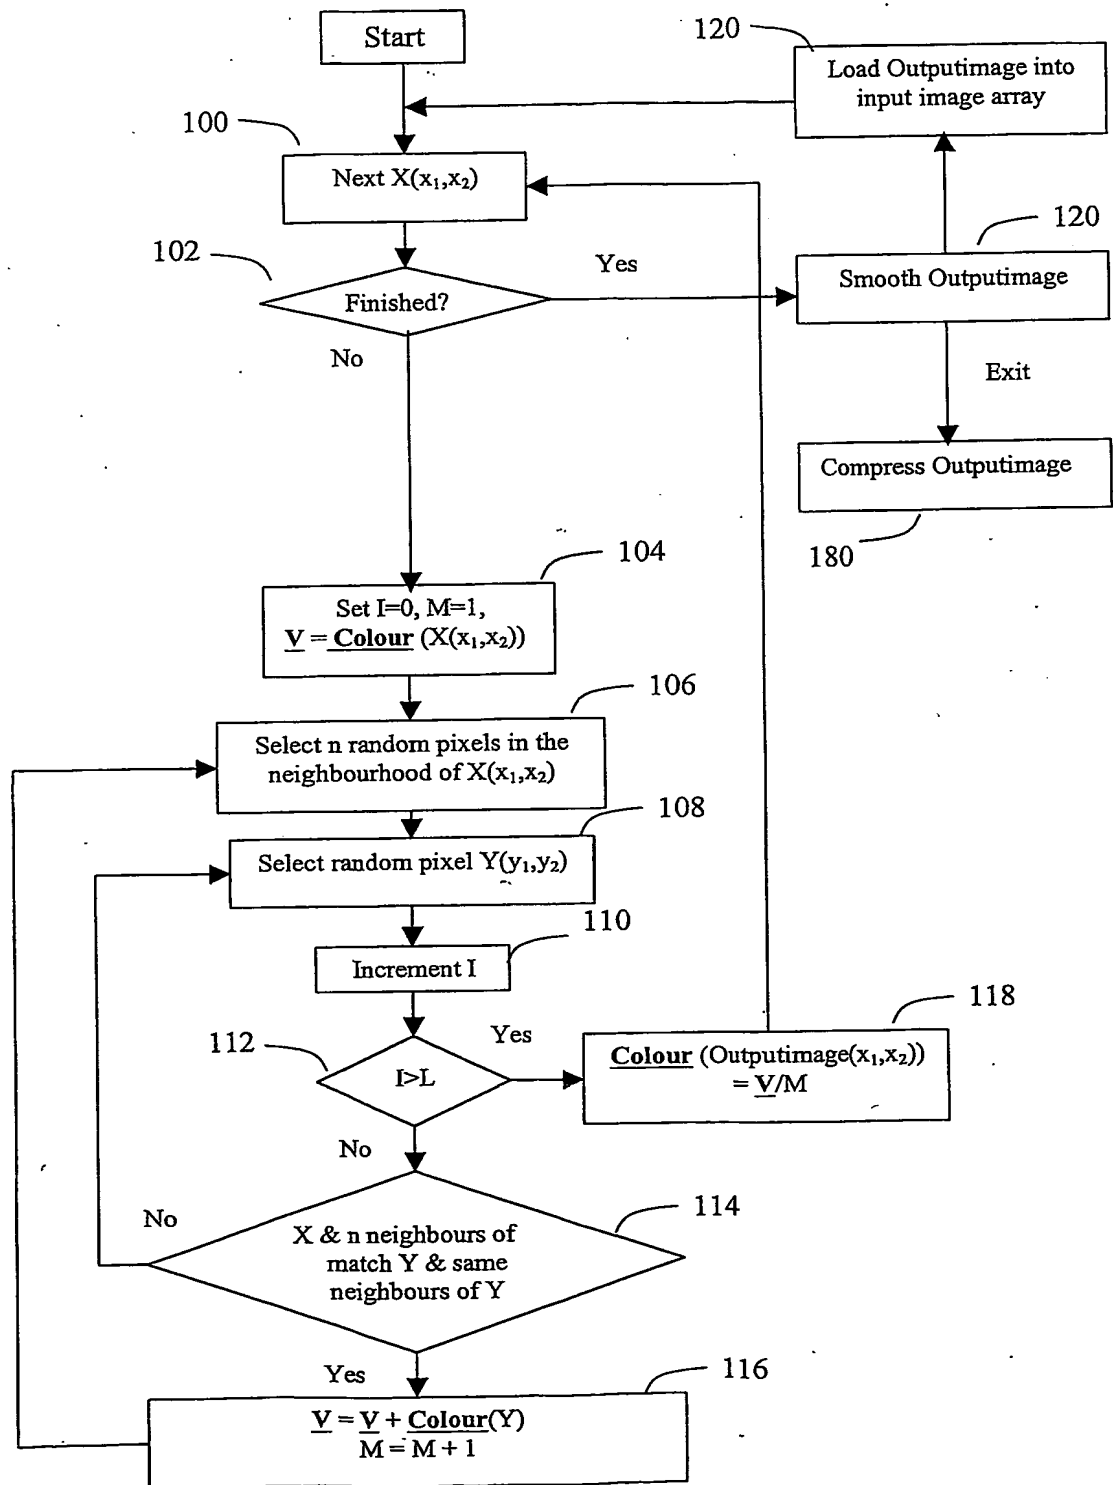 Start
120
Load Outputimage into
input image array
100
Next X(x₁,x₂)
120
102
Finished?
Yes
Smooth Outputimage
No
Exit
Compress Outputimage
180
104
Set I=0, M=1,
V = Colour (X(x₁,x₂))
106
Select n random pixels in the
neighbourhood of X(x₁,x₂)
108
Select random pixel Y(y₁,y₂)
110
Increment I
112
I>L
Yes
118
Colour (Outputimage(x₁,x₂))
= V/M
No
114
No
X & n neighbours of
match Y & same
neighbours of Y
Yes
116
V = V + Colour(Y)
M = M + 1